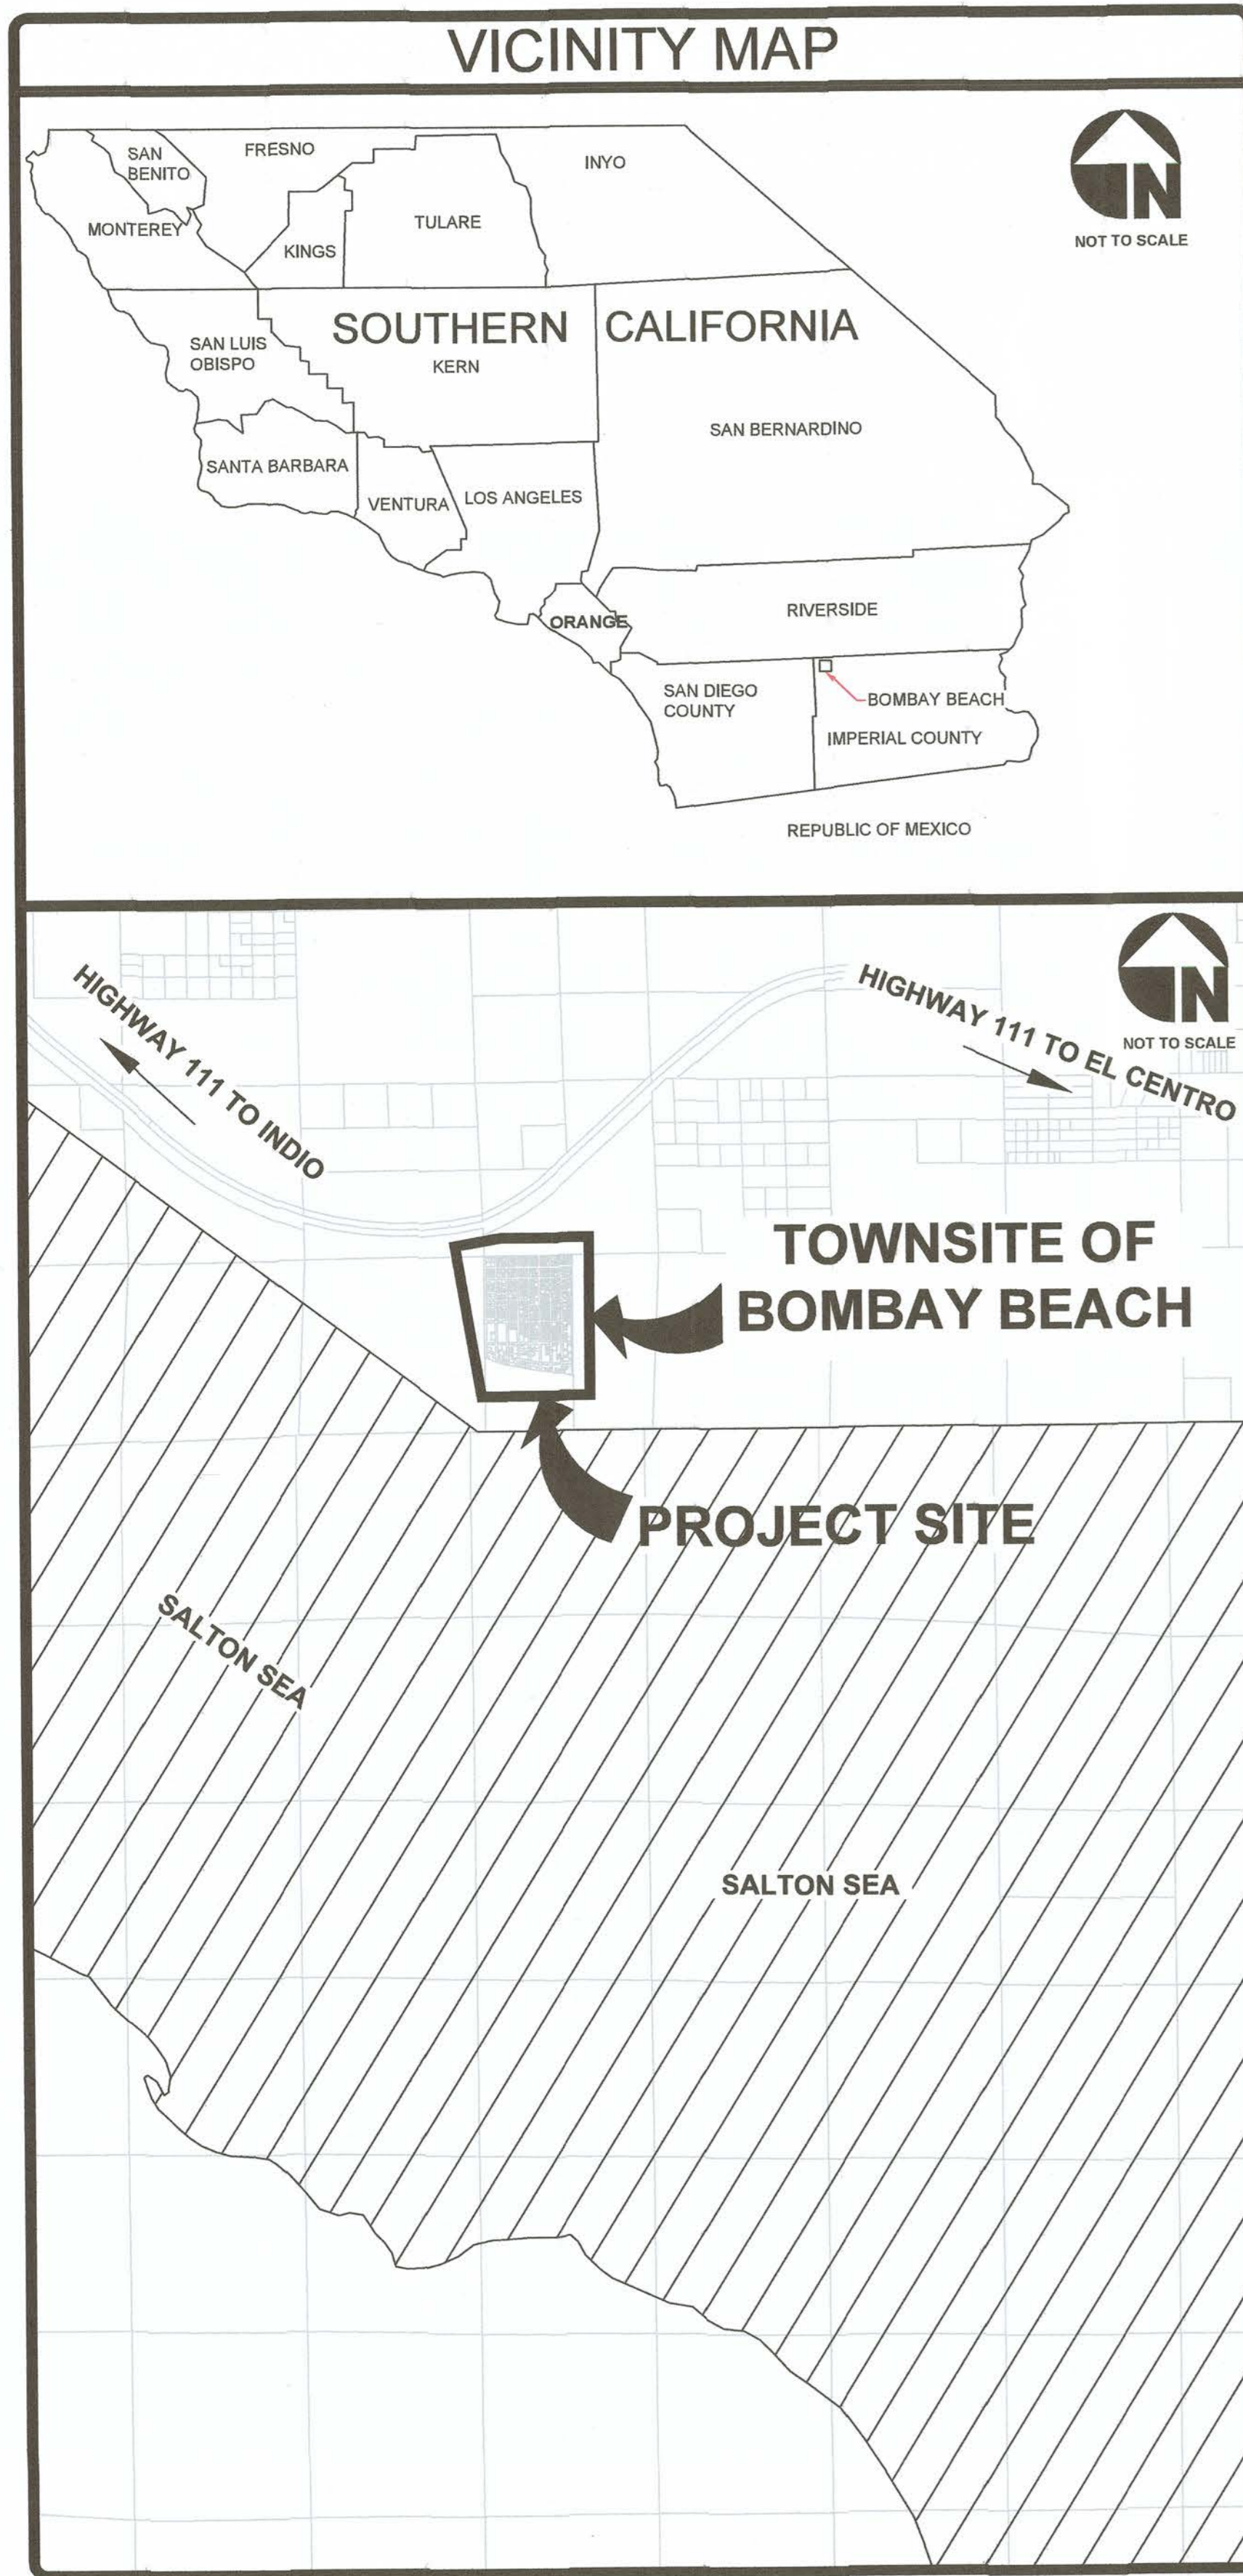 VICINITY MAP
SAN
BENITO
FRESNO
INYO
N
NOT TO SCALE
MONTEREY
TULARE
KINGS
SOUTHERN CALIFORNIA
SAN LUIS
OBISPO
KERN
SAN BERNARDINO
SANTA BARBARA
VENTURA
LOS ANGELES
ORANGE
RIVERSIDE
SAN DIEGO
COUNTY
BOMBAY BEACH
IMPERIAL COUNTY
REPUBLIC OF MEXICO
HIGHWAY 111 TO INDIO
HIGHWAY 111 TO EL CENTRO
N
NOT TO SCALE
TOWNSITE OF
BOMBAY BEACH
PROJECT SITE
SALTON SEA
SALTON SEA